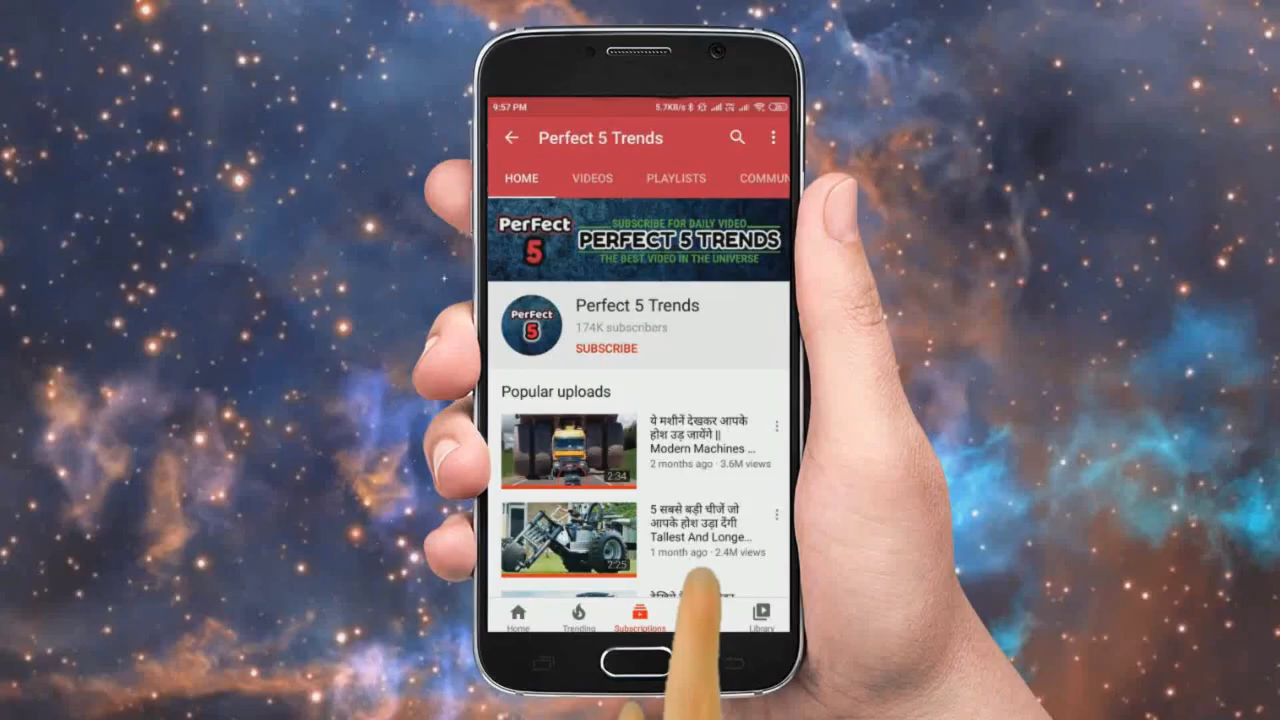 9:57 PM
5.7KB/s
Perfect 5 Trends
HOME VIDEOS PLAYLISTS COMMUN
PerFect
5
SUBSCRIBE FOR DAILY VIDEO
PERFECT 5 TRENDS
THE BEST VIDEO IN THE UNIVERSE
PerFect
5
Perfect 5 Trends
174K subscribers
SUBSCRIBE
Popular uploads
2:34
ये मशीनें देखकर आपके
होश उड़ जायेंगे ||
Modern Machines ...
2 months ago · 3.6M views
2:25
5 सबसे बड़ी चीजें जो
आपके होश उड़ा देंगी
Tallest And Longe...
1 month ago · 2.4M views
Home Trending Subscriptions Library